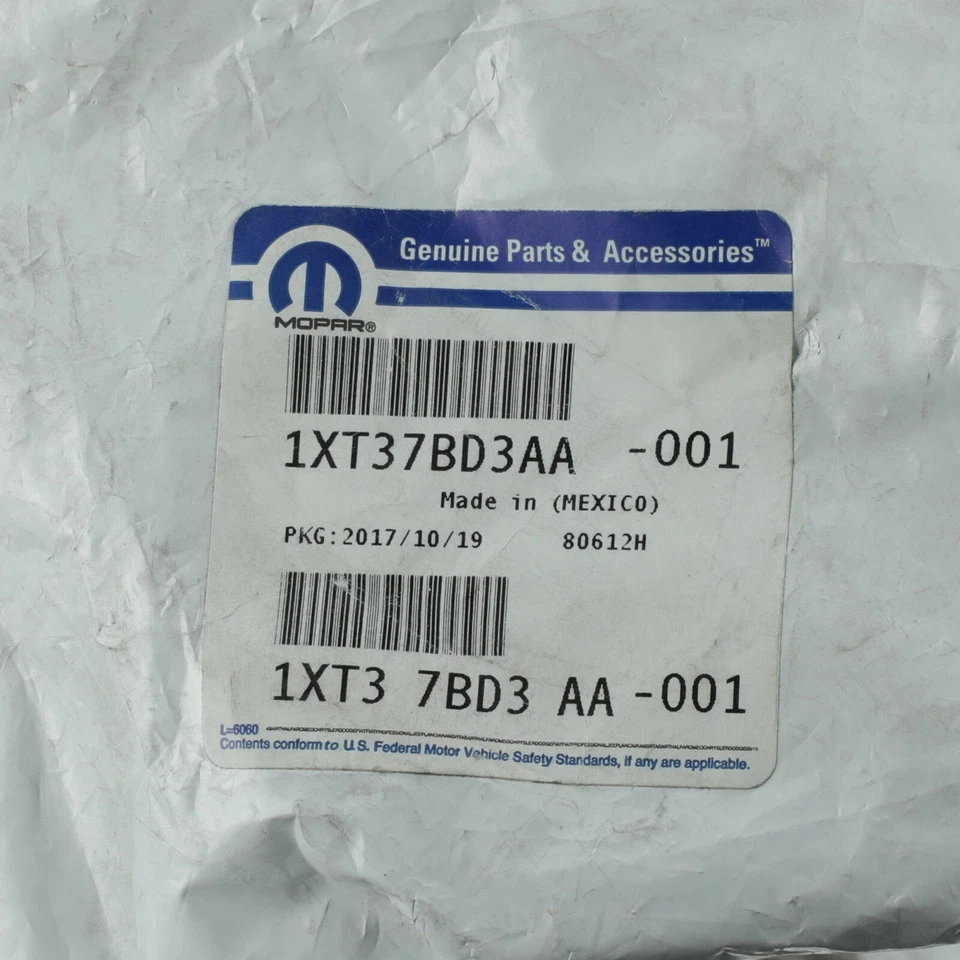 Genuine Parts & Accessories™
MOPAR®
1XT37BD3AA -001
Made in (MEXICO)
PKG:2017/10/19 80612H
1XT3 7BD3 AA -001
L=6060
Contents conform to U.S. Federal Motor Vehicle Safety Standards, if any are applicable.